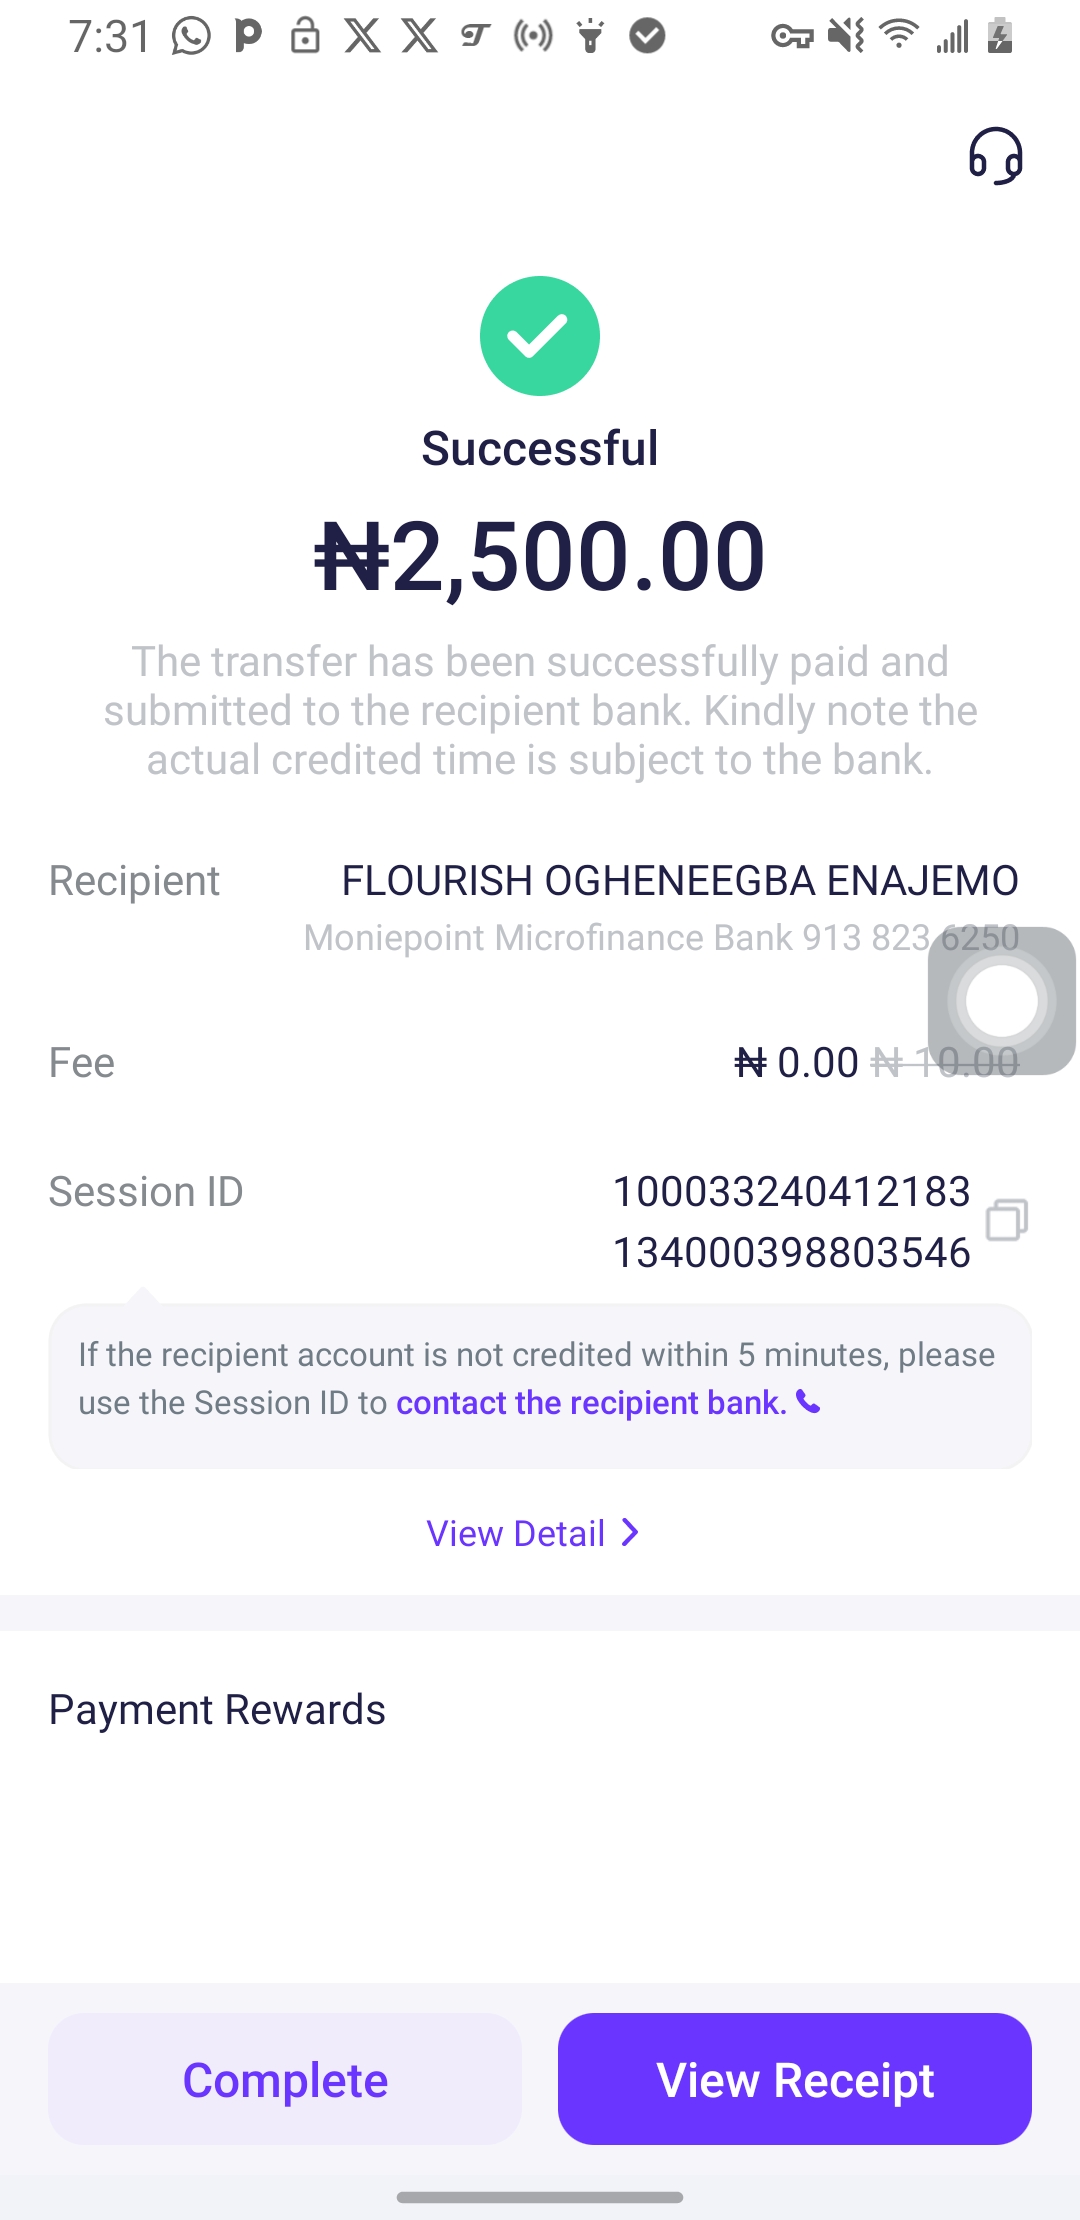 7:31
Successful
₦2,500.00
The transfer has been successfully paid and
submitted to the recipient bank. Kindly note the
actual credited time is subject to the bank.
Recipient FLOURISH OGHENEEGBA ENAJEMO
Moniepoint Microfinance Bank 913 823 6250
Fee ₦ 0.00 ₦ 10.00
Session ID 100033240412183
134000398803546
If the recipient account is not credited within 5 minutes, please
use the Session ID to contact the recipient bank.
View Detail
Payment Rewards
Complete View Receipt